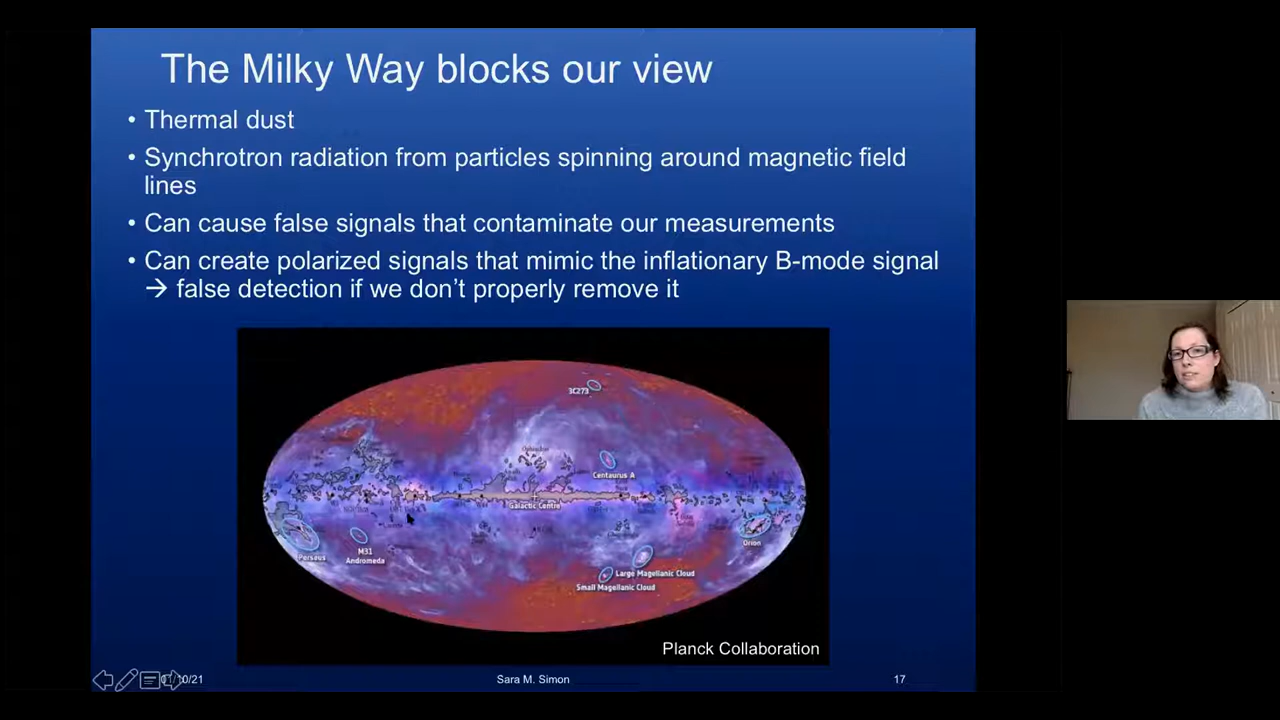 The Milky Way blocks our view
• Thermal dust
• Synchrotron radiation from particles spinning around magnetic field
lines
• Can cause false signals that contaminate our measurements
• Can create polarized signals that mimic the inflationary B-mode signal
→ false detection if we don't properly remove it
3C273
Centaurus A
Galactic Centre
Perseus
M31
Andromeda
Orion
Large Magellanic Cloud
Small Magellanic Cloud
Planck Collaboration
Sara M. Simon
17